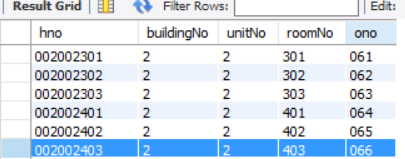 Result Grid Filter Rows: Edit:
hno buildingNo unitNo roomNo ono
002002301 2 2 301 061
002002302 2 2 302 062
002002303 2 2 303 063
002002401 2 2 401 064
002002402 2 2 402 065
002002403 2 2 403 066